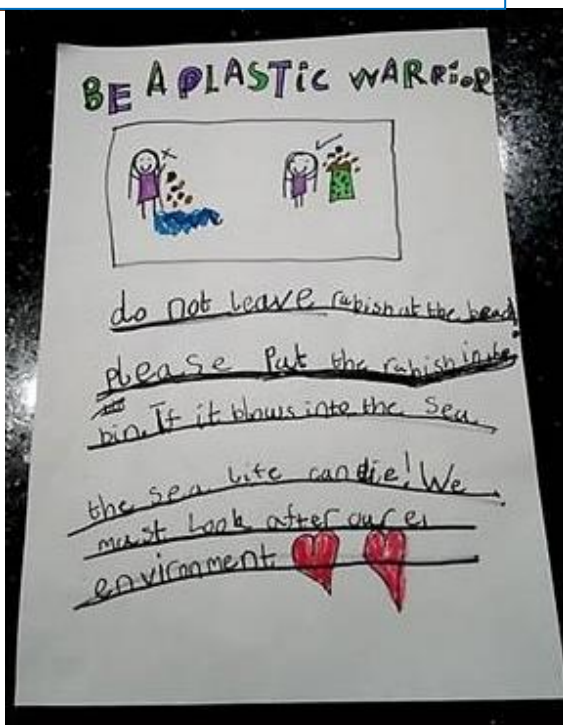 BE A PLASTIC WARRIOR
do not leave rubish at the beach!
please Put the rubish in the
bin. If it blows into the Sea
the sea life can die! We
must look after oure
environment